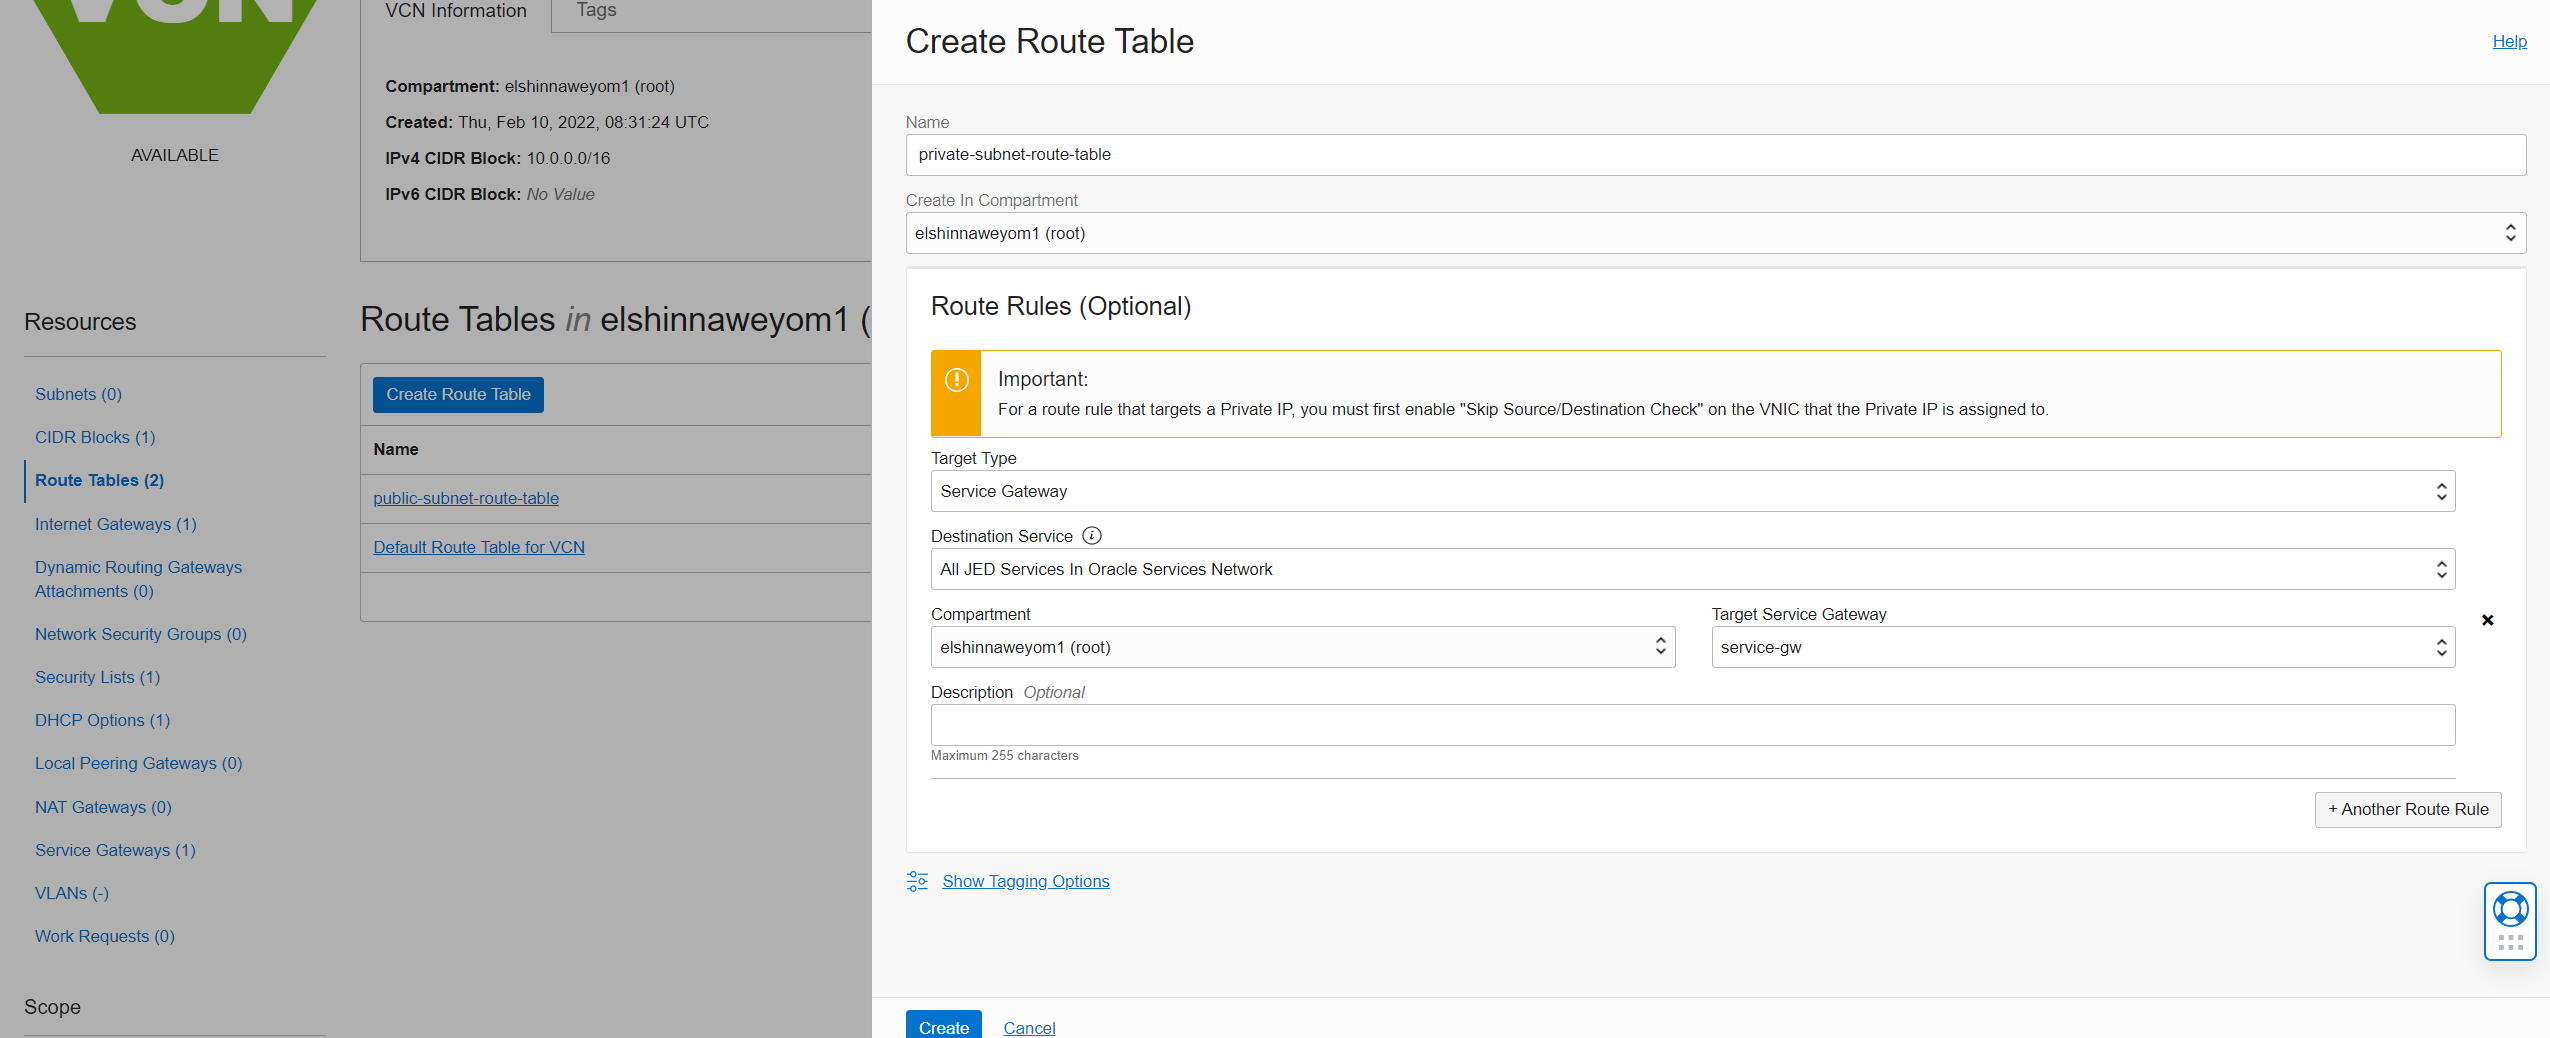 VCN
AVAILABLE
VCN Information
Tags
Compartment: elshinnaweyom1 (root)
Created: Thu, Feb 10, 2022, 08:31:24 UTC
IPv4 CIDR Block: 10.0.0.0/16
IPv6 CIDR Block: No Value
Resources
Subnets (0)
CIDR Blocks (1)
Route Tables (2)
Internet Gateways (1)
Dynamic Routing Gateways
Attachments (0)
Network Security Groups (0)
Security Lists (1)
DHCP Options (1)
Local Peering Gateways (0)
NAT Gateways (0)
Service Gateways (1)
VLANs (-)
Work Requests (0)
Scope
Route Tables in elshinnaweyom1 (
Create Route Table
Name
public-subnet-route-table
Default Route Table for VCN
Create Route Table
Help
Name
private-subnet-route-table
Create In Compartment
elshinnaweyom1 (root)
Route Rules (Optional)
Important:
For a route rule that targets a Private IP, you must first enable "Skip Source/Destination Check" on the VNIC that the Private IP is assigned to.
Target Type
Service Gateway
Destination Service
All JED Services In Oracle Services Network
Compartment
elshinnaweyom1 (root)
Target Service Gateway
service-gw
Description Optional
Maximum 255 characters
+ Another Route Rule
Show Tagging Options
Create
Cancel